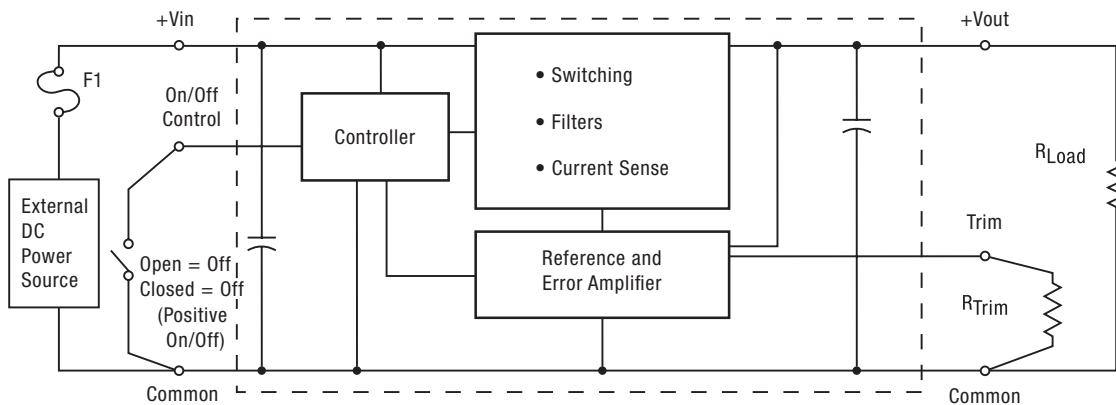 +Vin
+Vout
F1
On/Off
Control
Controller
• Switching
• Filters
• Current Sense
RLoad
External
DC
Power
Source
Open = Off
Closed = Off
(Positive
On/Off)
Reference and
Error Amplifier
Trim
RTrim
Common
Common